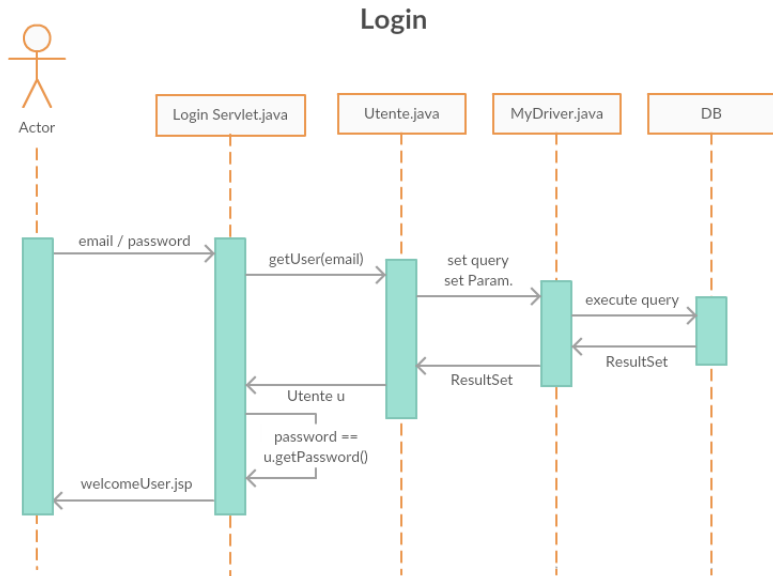 Login
Actor
Login Servlet.java
Utente.java
MyDriver.java
DB
email / password
getUser(email)
set query
set Param.
execute query
ResultSet
ResultSet
Utente u
password ==
u.getPassword()
welcomeUser.jsp